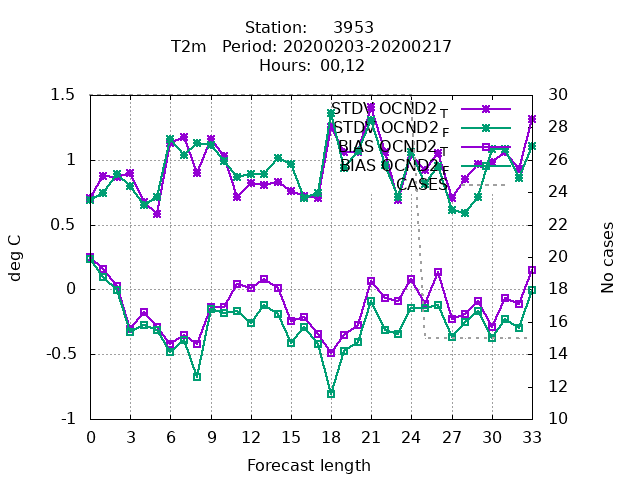 Station: 3953
T2m Period: 20200203-20200217
Hours: 00,12
1.5
1
0.5
0
-0.5
-1
deg C
30
28
26
24
22
20
18
16
14
12
10
No cases
STDV OCND2_T
STDV OCND2_F
BIAS OCND2_T
BIAS OCND2_F
CASES
0 3 6 9 12 15 18 21 24 27 30 33
Forecast length